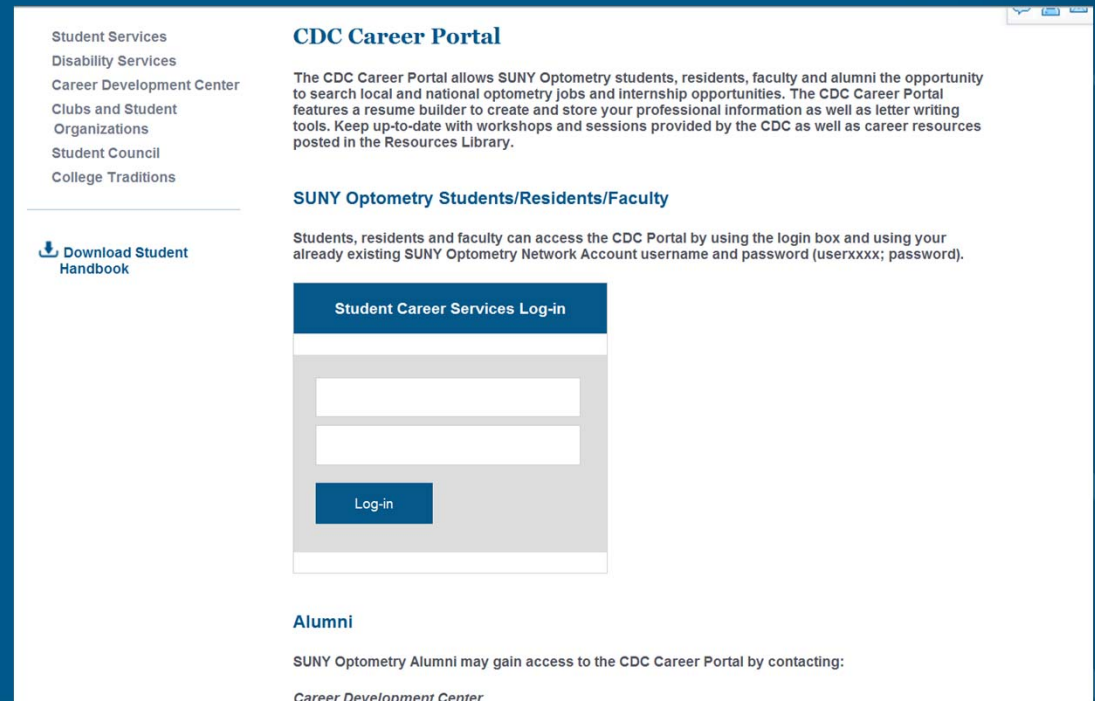 Student Services
Disability Services
Career Development Center
Clubs and Student
Organizations
Student Council
College Traditions
Download Student
Handbook
CDC Career Portal
The CDC Career Portal allows SUNY Optometry students, residents, faculty and alumni the opportunity
to search local and national optometry jobs and internship opportunities. The CDC Career Portal
features a resume builder to create and store your professional information as well as letter writing
tools. Keep up-to-date with workshops and sessions provided by the CDC as well as career resources
posted in the Resources Library.
SUNY Optometry Students/Residents/Faculty
Students, residents and faculty can access the CDC Portal by using the login box and using your
already existing SUNY Optometry Network Account username and password (userxxxx; password).
Student Career Services Log-in
Log-in
Alumni
SUNY Optometry Alumni may gain access to the CDC Career Portal by contacting:
Career Development Center